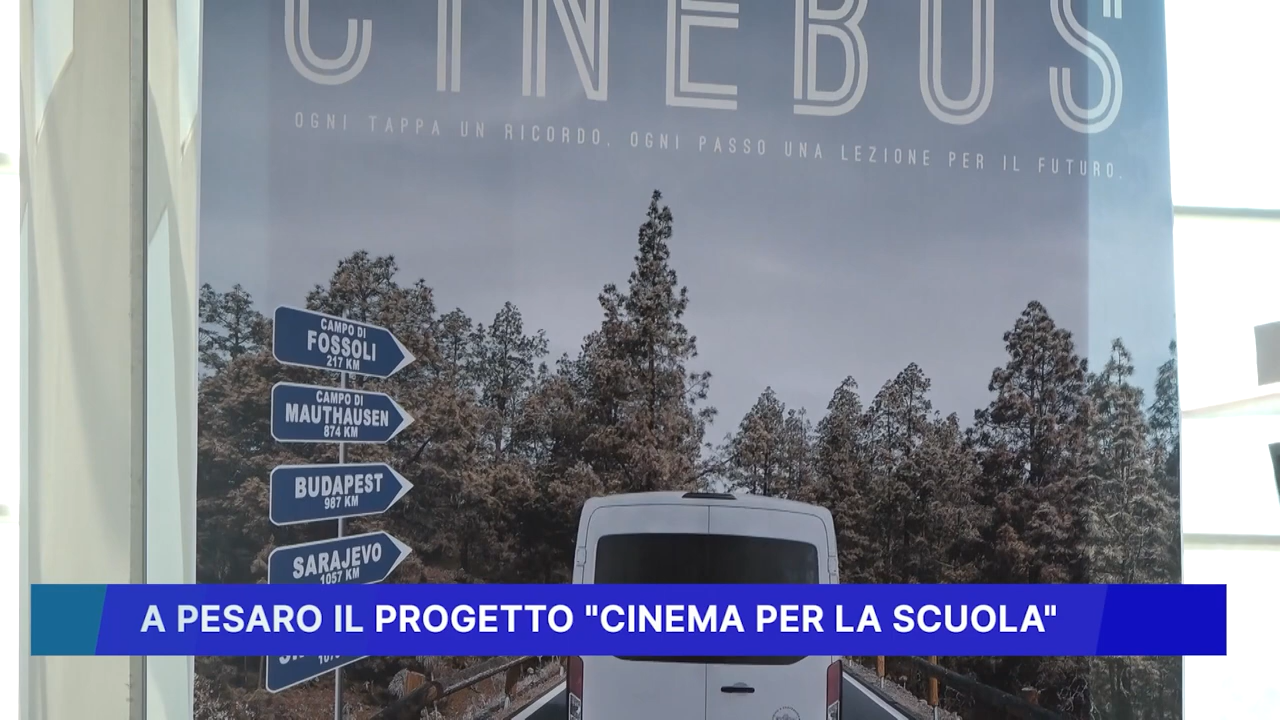 CINEBUS
OGNI TAPPA UN RICORDO, OGNI PASSO UNA LEZIONE PER IL FUTURO.
CAMPO DI
FOSSOLI
217 KM
CAMPO DI
MAUTHAUSEN
874 KM
BUDAPEST
987 KM
SARAJEVO
1057 KM
A PESARO IL PROGETTO "CINEMA PER LA SCUOLA"